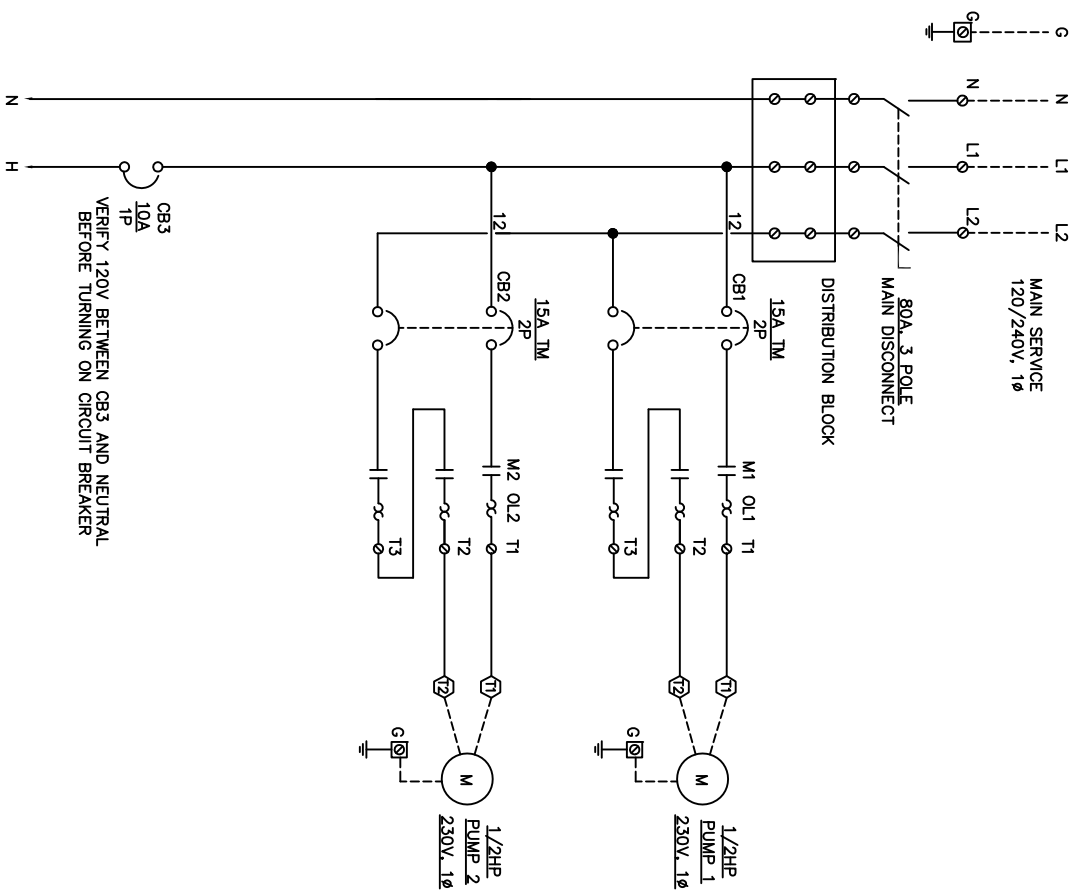 G
N
L1
L2
MAIN SERVICE
120/240V, 1ø
G
N
L1
L2
80A, 3 POLE
MAIN DISCONNECT
DISTRIBUTION BLOCK
12
CB1
15A TM
2P
M1 OL1 T1
T2
T3
T1
T2
M
G
1/2HP
PUMP 1
230V, 1ø
12
CB2
15A TM
2P
M2 OL2 T1
T2
T3
T1
T2
M
G
1/2HP
PUMP 2
230V, 1ø
CB3
10A
1P
VERIFY 120V BETWEEN CB3 AND NEUTRAL
BEFORE TURNING ON CIRCUIT BREAKER
N
H